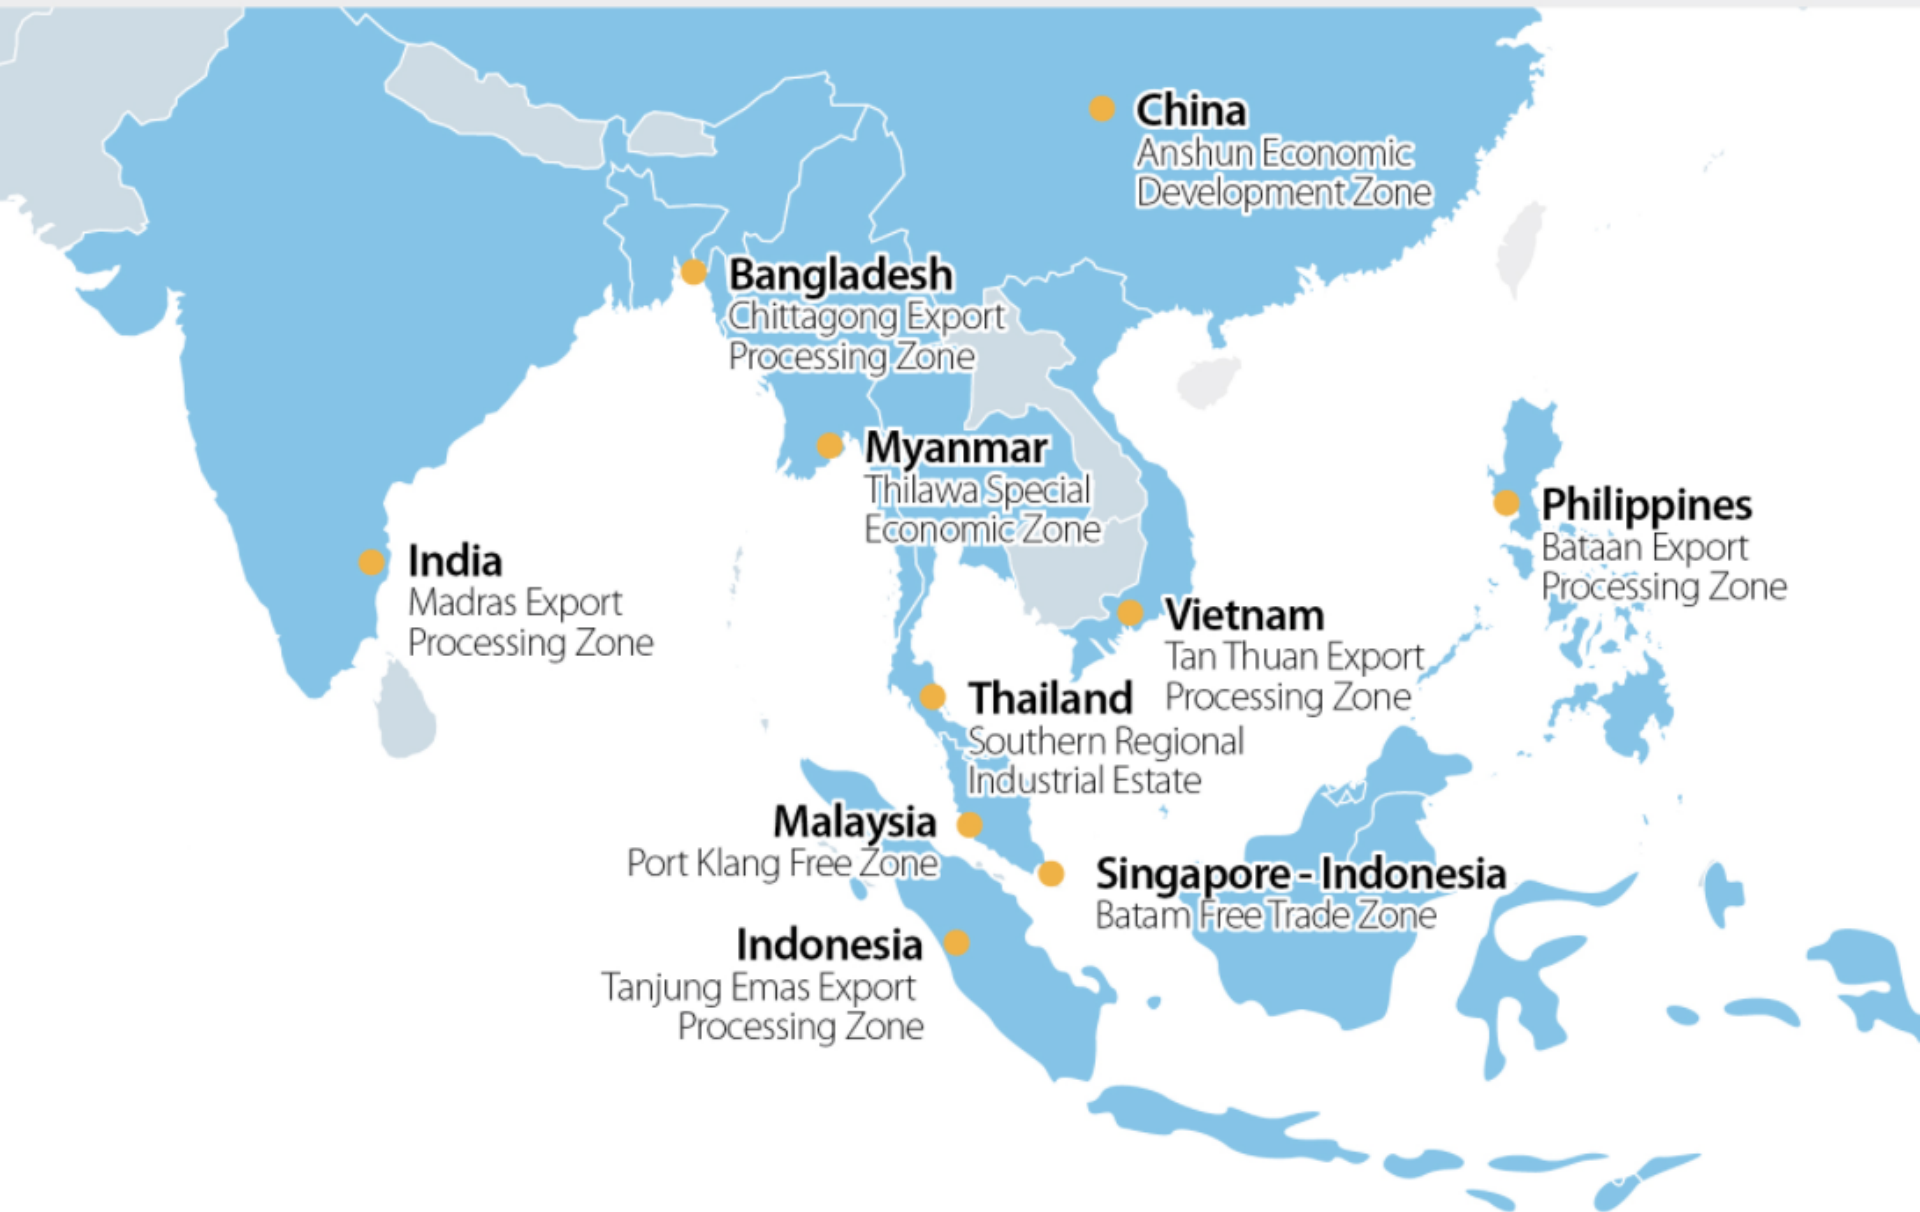 China
Anshun Economic
Development Zone
Bangladesh
Chittagong Export
Processing Zone
Myanmar
Thilawa Special
Economic Zone
Philippines
Bataan Export
Processing Zone
India
Madras Export
Processing Zone
Vietnam
Tan Thuan Export
Processing Zone
Thailand
Southern Regional
Industrial Estate
Malaysia
Port Klang Free Zone
Singapore - Indonesia
Batam Free Trade Zone
Indonesia
Tanjung Emas Export
Processing Zone